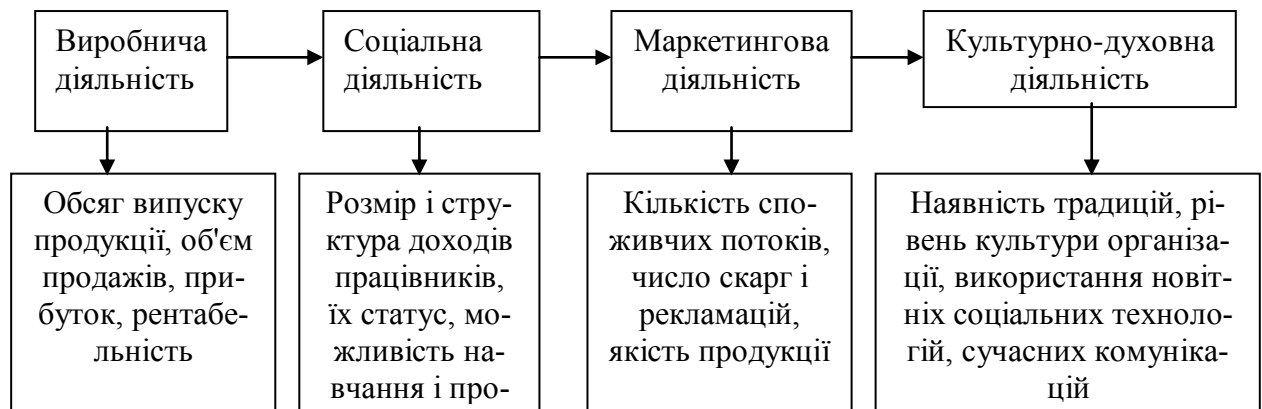 Виробнича
діяльність
Соціальна
діяльність
Маркетингова
діяльність
Культурно-духовна
діяльність
Обсяг випуску
продукції, об'єм
продажів, при-
буток, рентабе-
льність
Розмір і стру-
ктура доходів
працівників,
їх статус, мо-
жливість на-
вчання і про-
Кількість спо-
живчих потоків,
число скарг і
рекламацій,
якість продукції
Наявність традицій, рі-
вень культури організа-
ції, використання новіт-
ніх соціальних техноло-
гій, сучасних комуніка-
цій